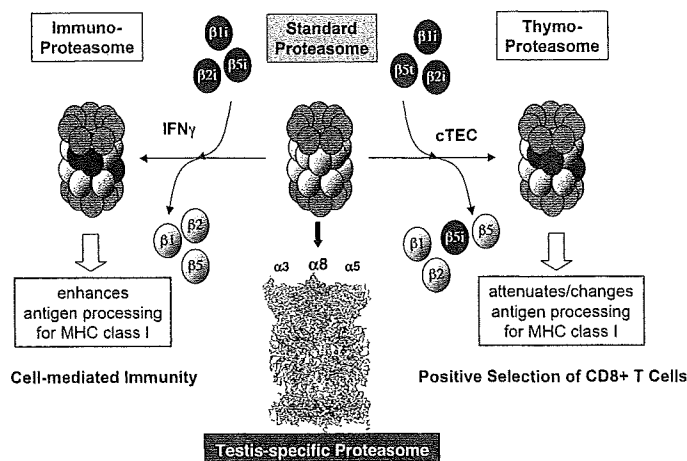 Immuno-
Proteasome
Standard
Proteasome
Thymo-
Proteasome
β1i
β2i
β5i
β1i
β5t
β2i
IFNγ
cTEC
β1
β2
β5
β1
β5i
β5
β2
α3
α8
α5
enhances
antigen processing
for MHC class I
attenuates/changes
antigen processing
for MHC class I
Cell-mediated Immunity
Positive Selection of CD8+ T Cells
Testis-specific Proteasome